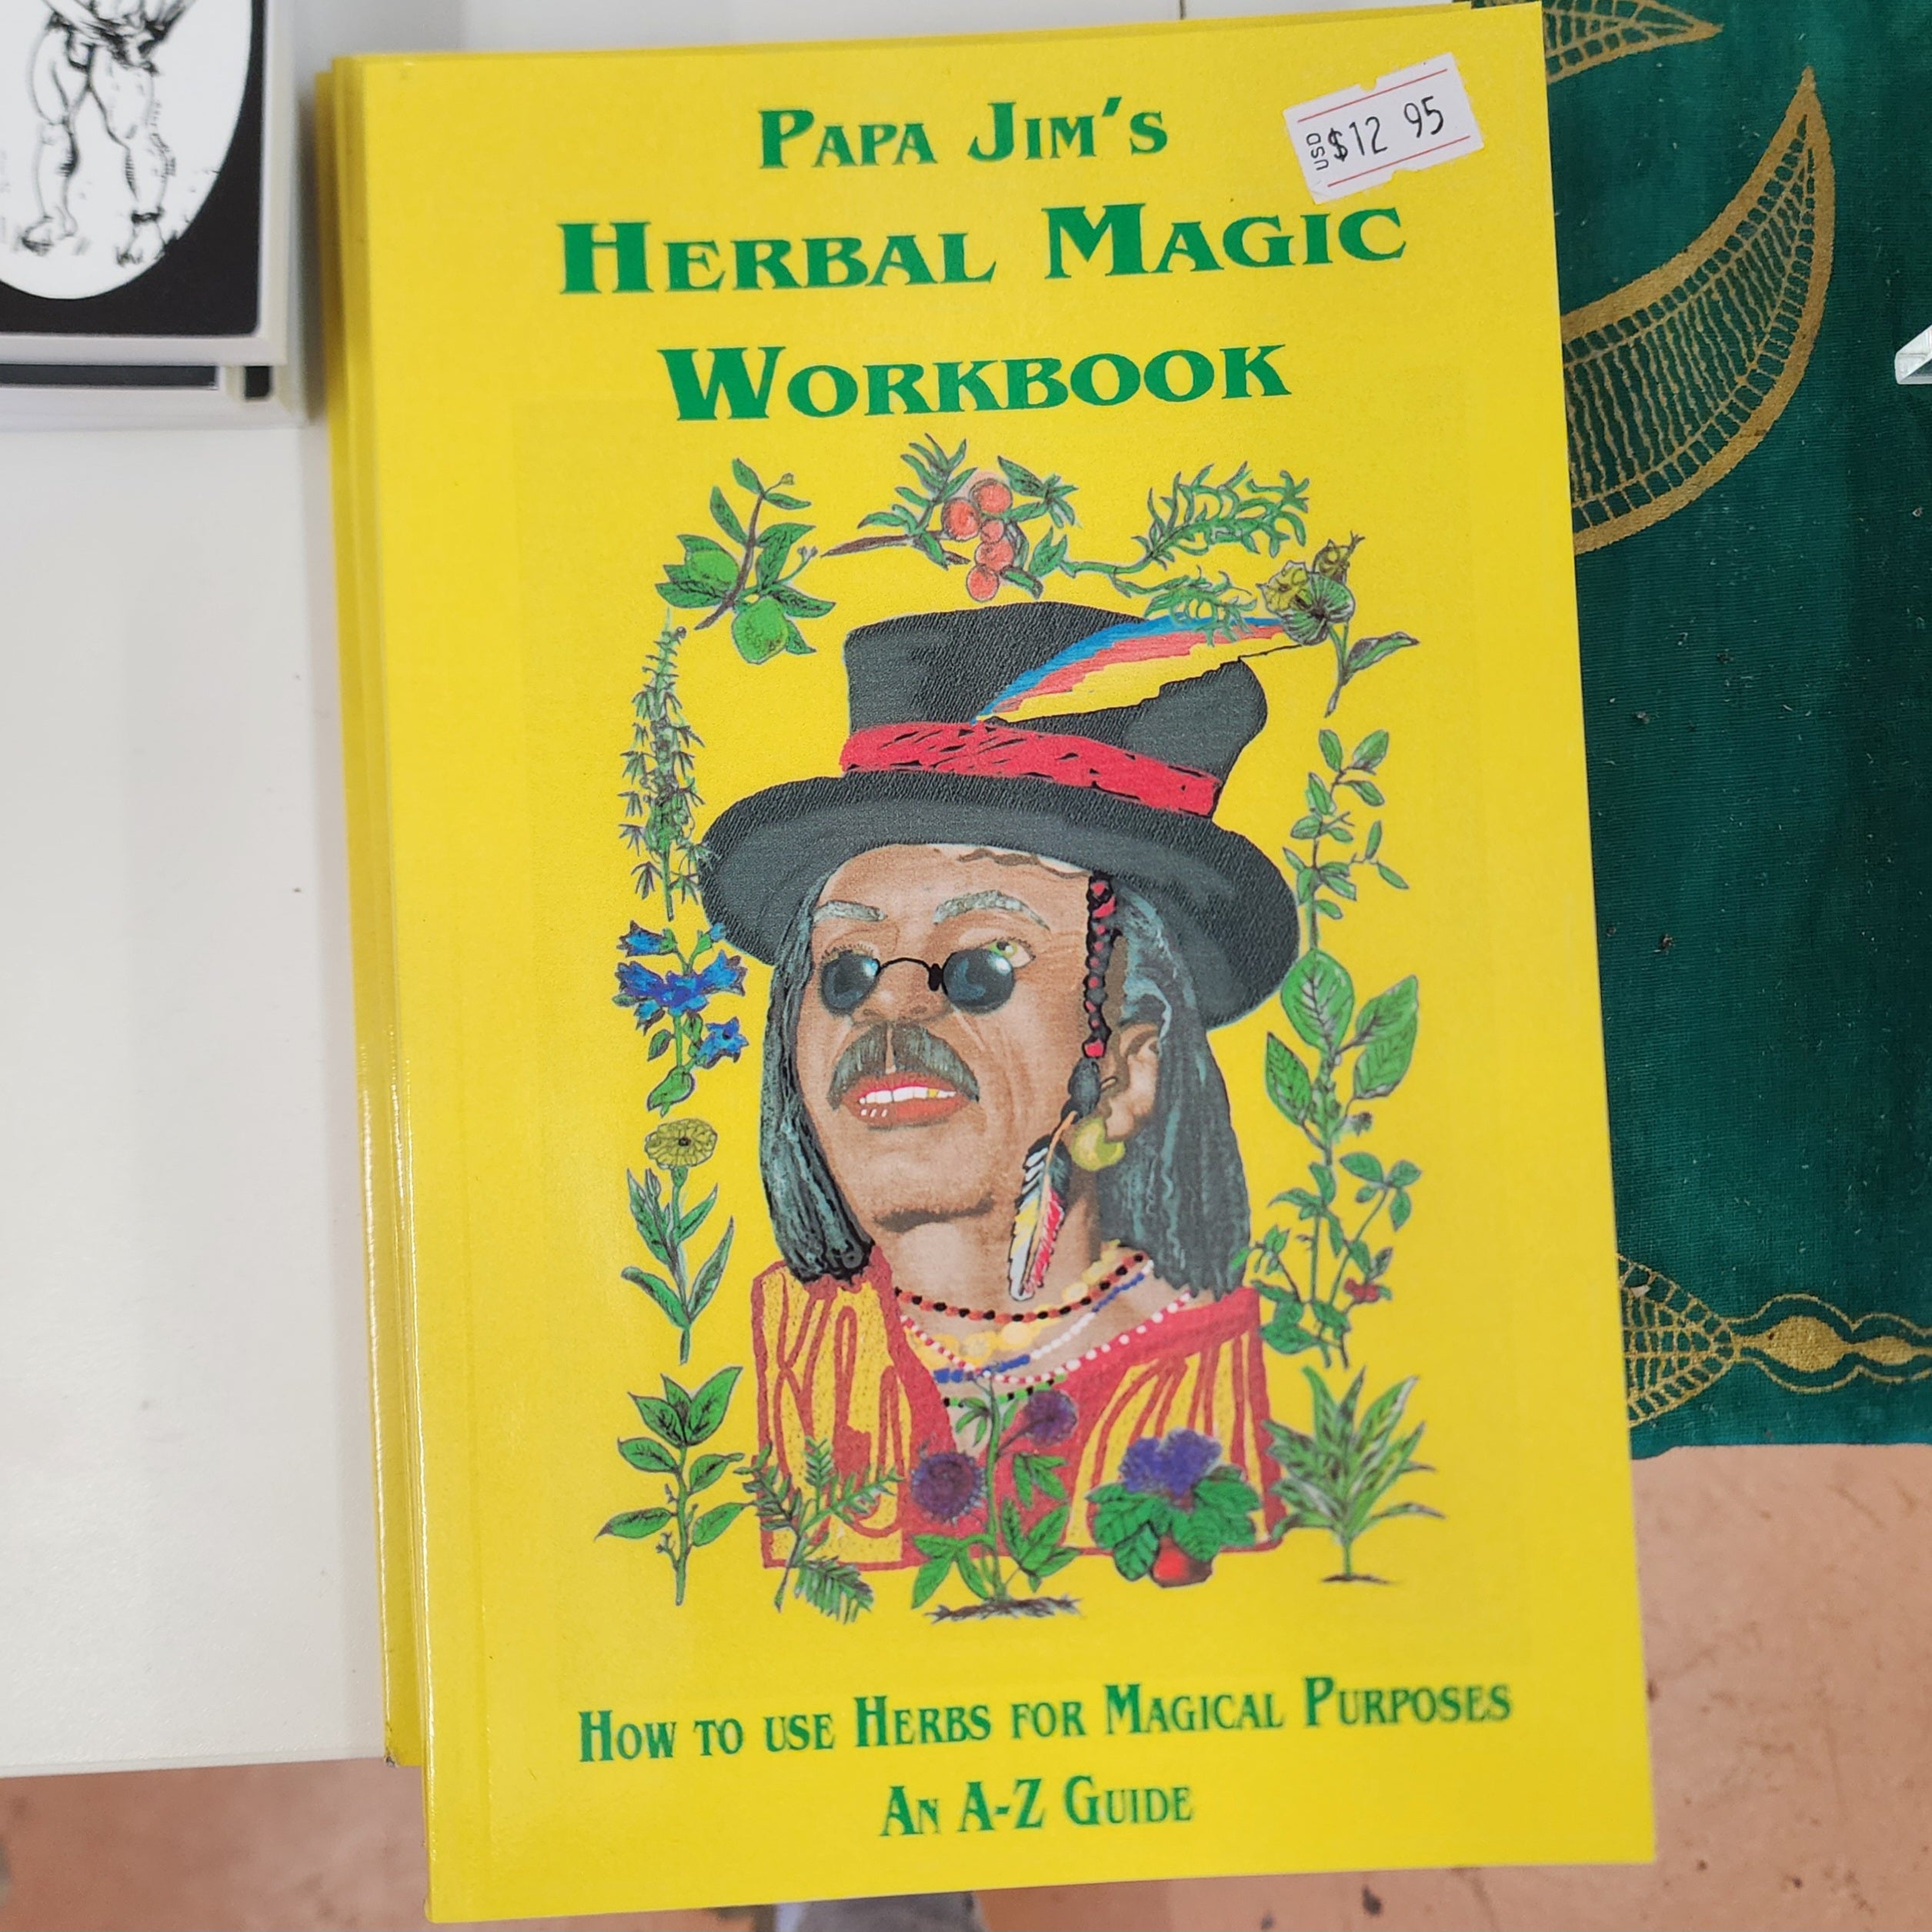 Papa Jim's
USD $12 95
Herbal Magic
Workbook
How to use Herbs for Magical Purposes
An A-Z Guide